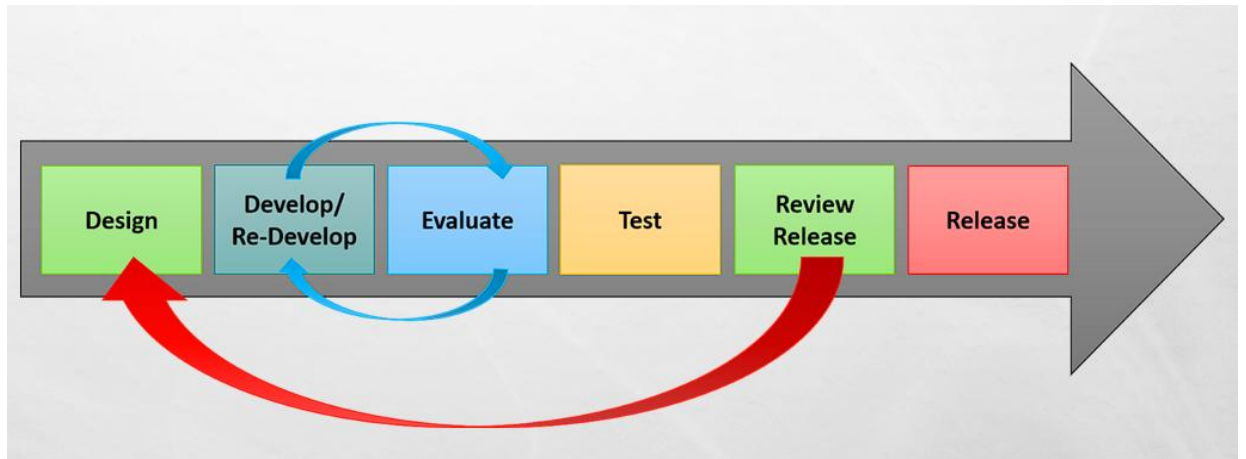 Design
Develop/
Re-Develop
Evaluate
Test
Review
Release
Release